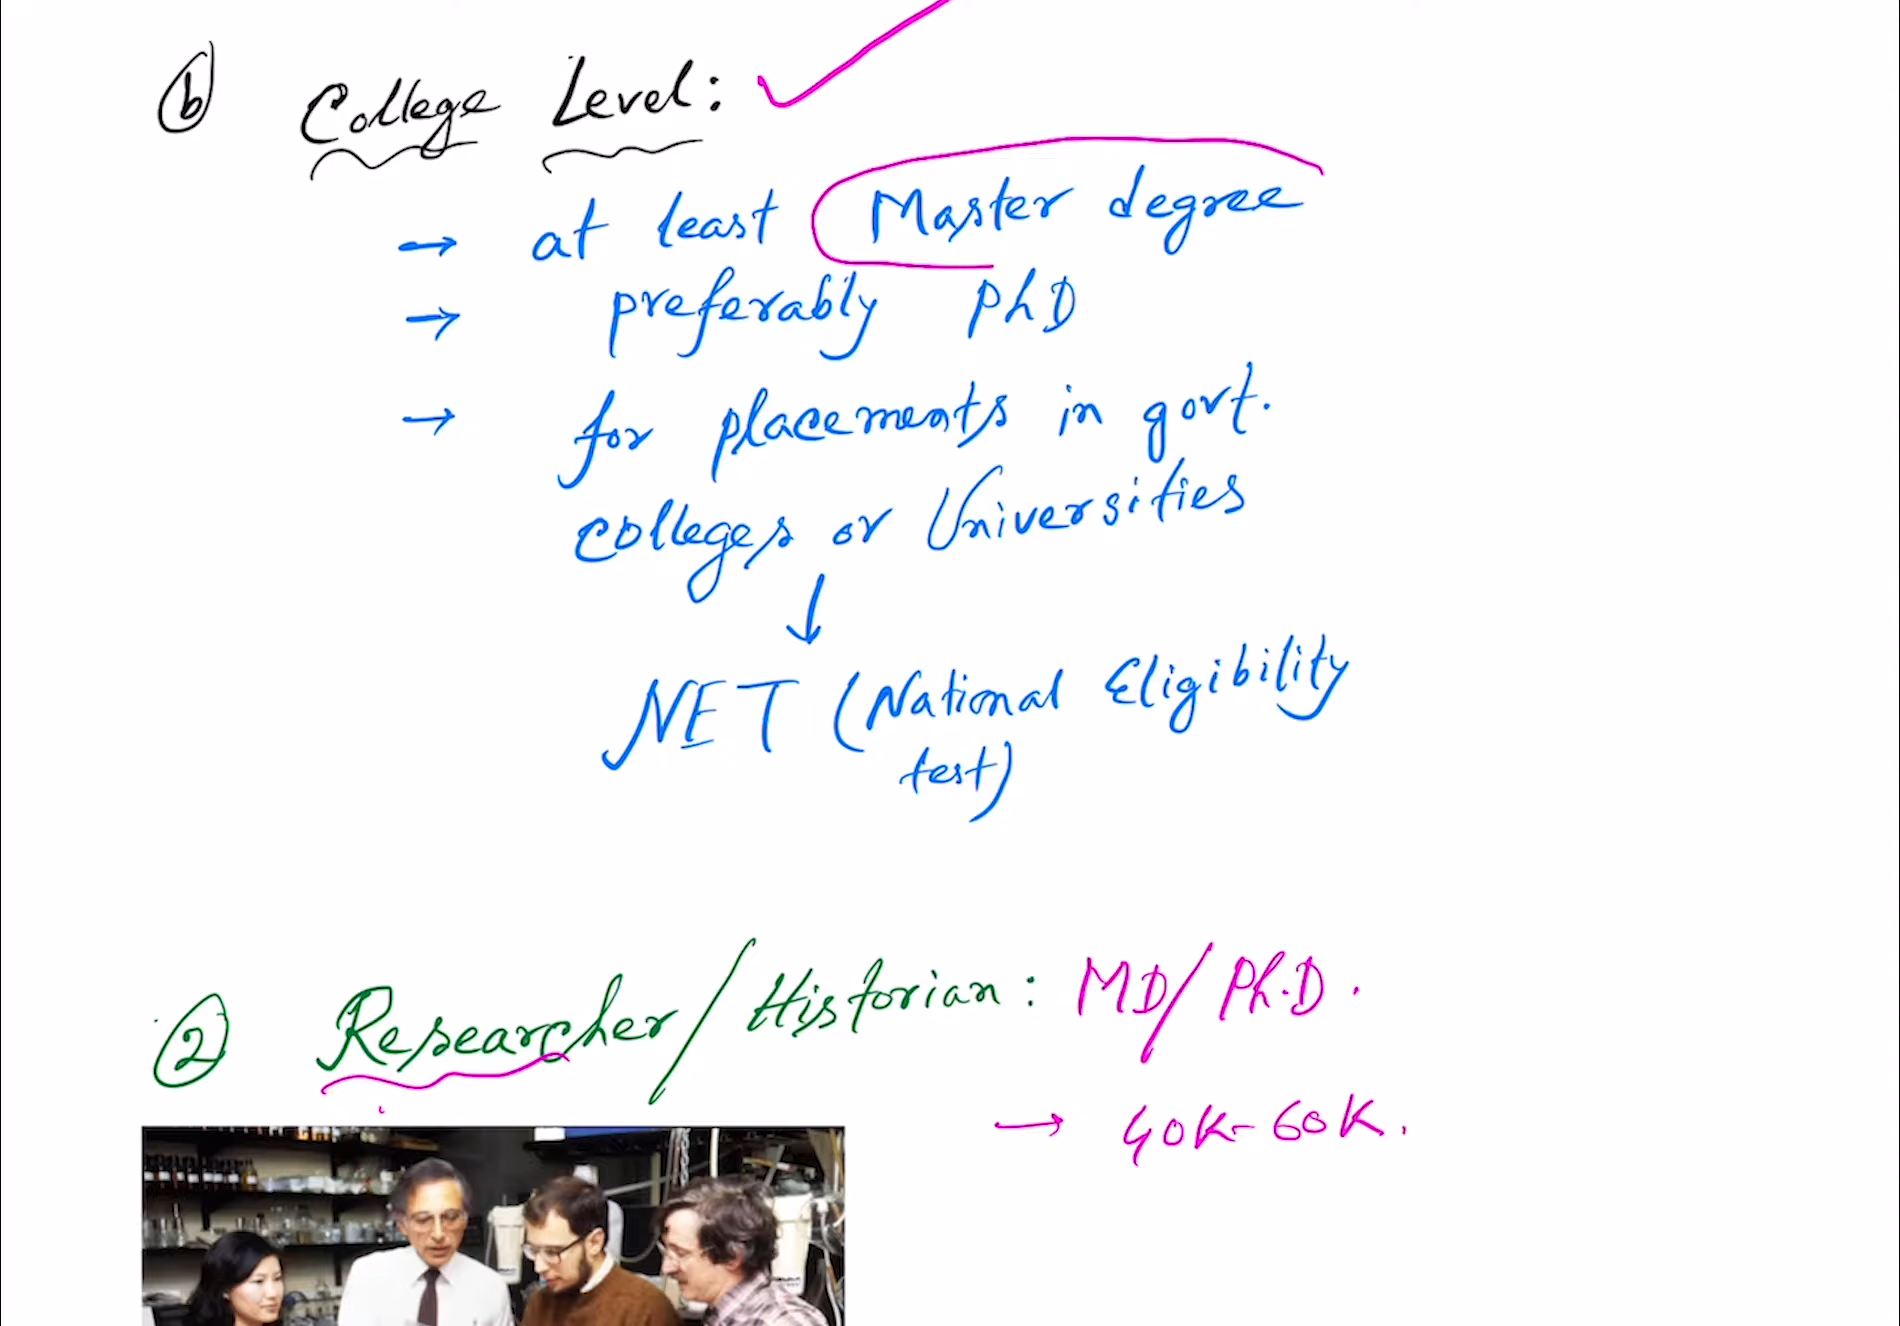 b College Level:
→ at least Master degree
→ preferably PhD
→ for placements in govt.
colleges or Universities
↓
NET (National Eligibility
test)
2 Researcher/Historian: MD/Ph.D.
→ 40K-60K.